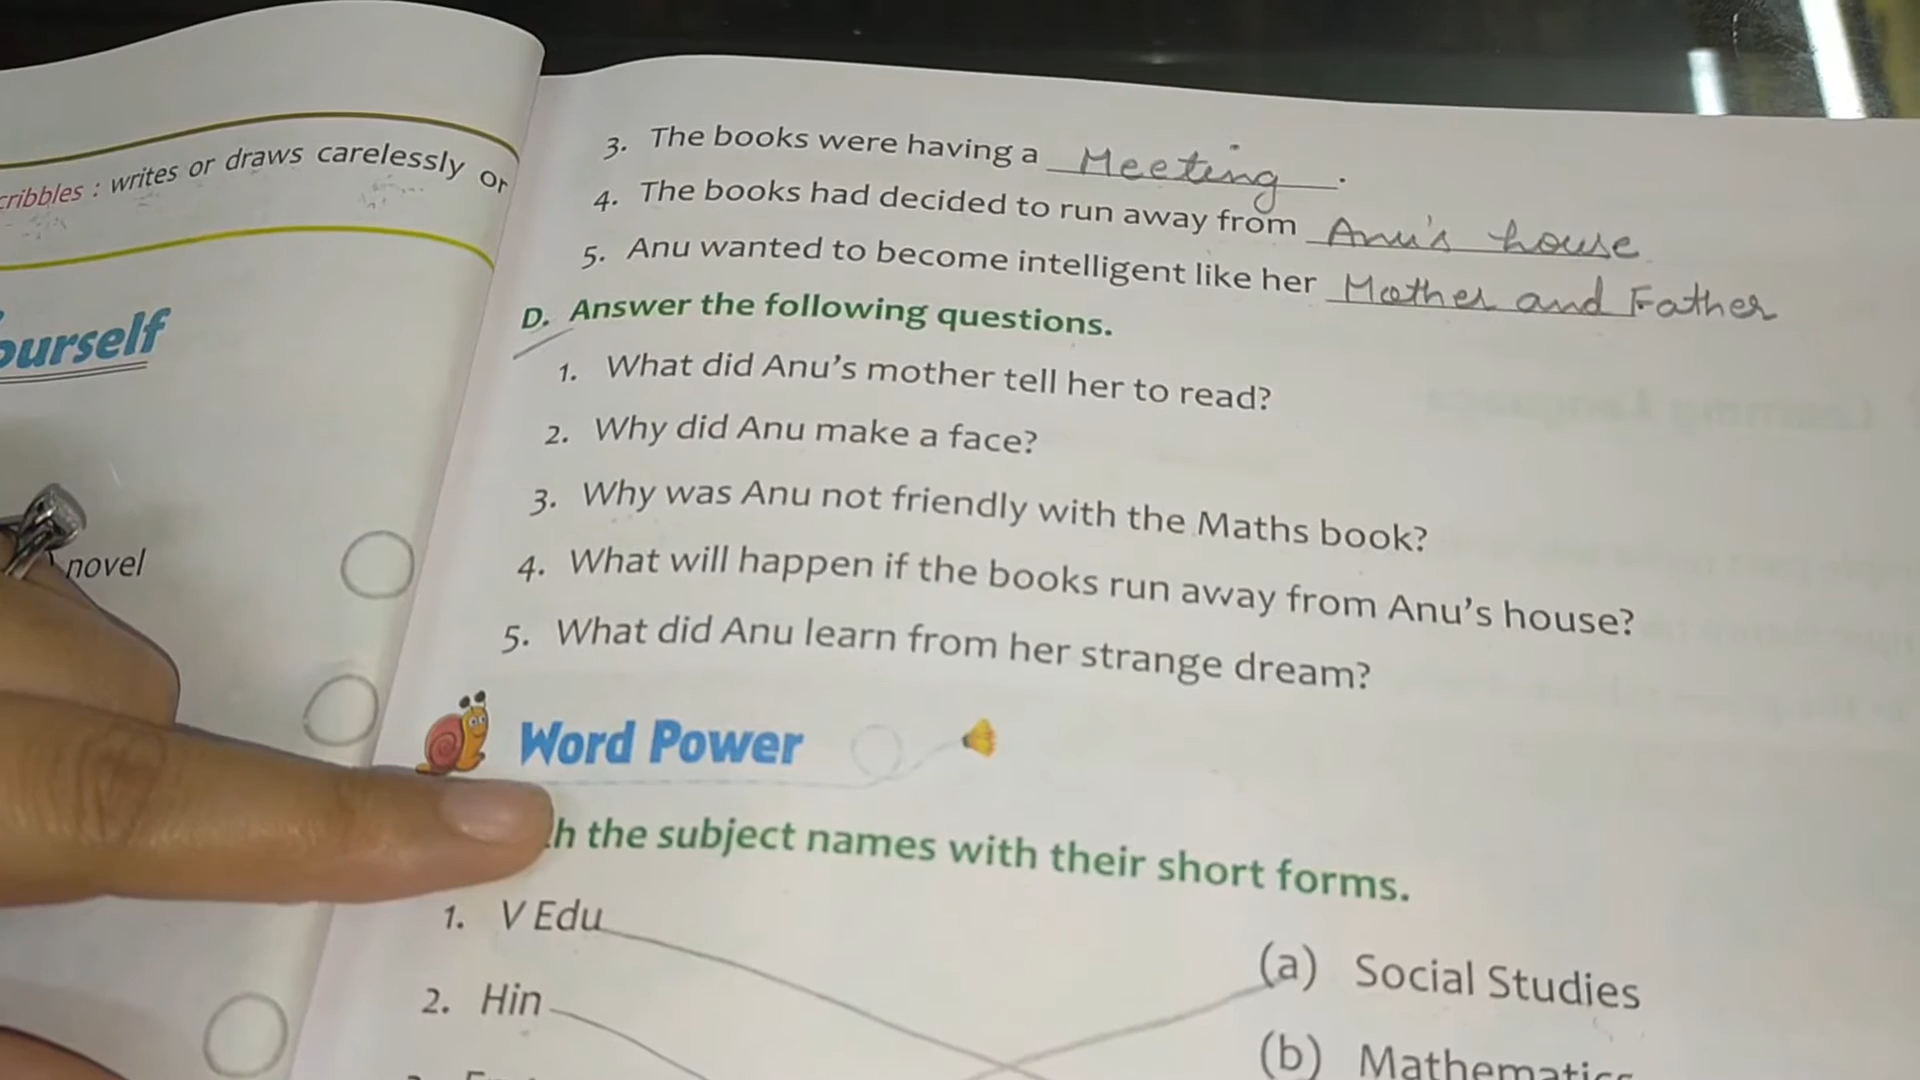 cribbles : writes or draws carelessly or
ourself
novel
3. The books were having a Meeting.
4. The books had decided to run away from Anu's house
5. Anu wanted to become intelligent like her Mother and Father
D. Answer the following questions.
1. What did Anu's mother tell her to read?
2. Why did Anu make a face?
3. Why was Anu not friendly with the Maths book?
4. What will happen if the books run away from Anu's house?
5. What did Anu learn from her strange dream?
Word Power
h the subject names with their short forms.
1. V Edu
(a) Social Studies
2. Hin
(b) Mathematics